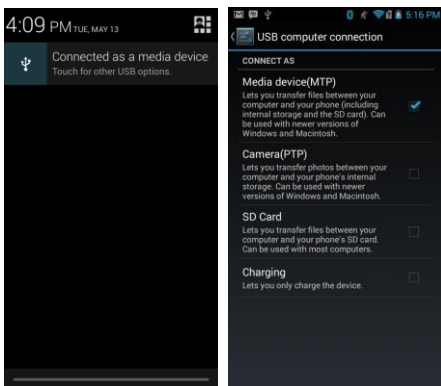 4:09 PM TUE, MAY 13
Connected as a media device
Touch for other USB options.
5:16 PM
USB computer connection
CONNECT AS
Media device(MTP)
Lets you transfer files between your
computer and your phone (including
internal storage and the SD card). Can
be used with newer versions of
Windows and Macintosh.
Camera(PTP)
Lets you transfer photos between your
computer and your phone's internal
storage. Can be used with newer
versions of Windows and Macintosh.
SD Card
Lets you transfer files between your
computer and your phone's SD card.
Can be used with most computers.
Charging
Lets you only charge the device.